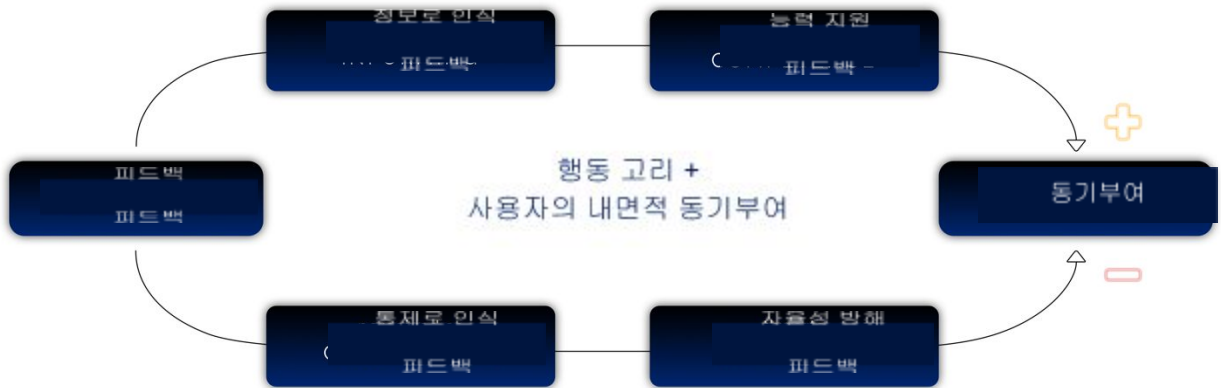 정보로 인식
피드백
능력 지원
피드백
피드백
피드백
행동 고리 +
사용자의 내면적 동기부여
동기부여
통제로 인식
피드백
자율성 방해
피드백